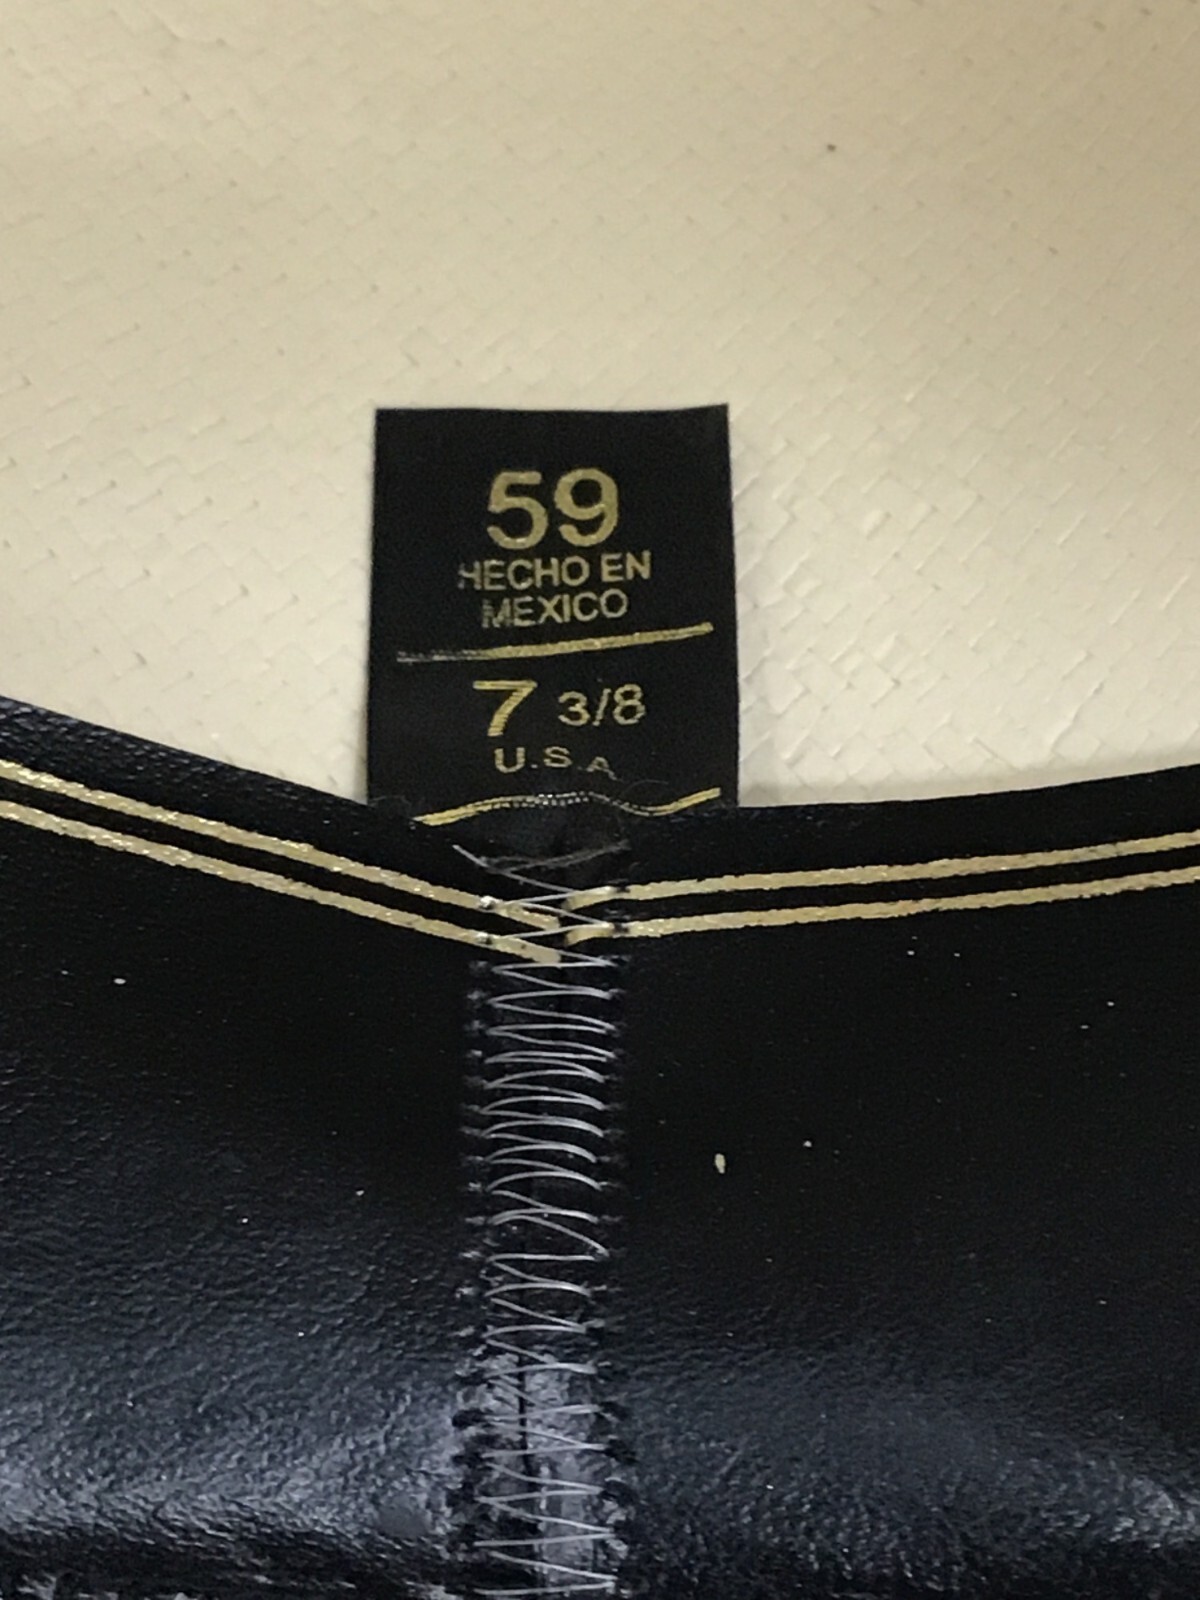 59
HECHO EN
MEXICO
7 3/8
U.S.A